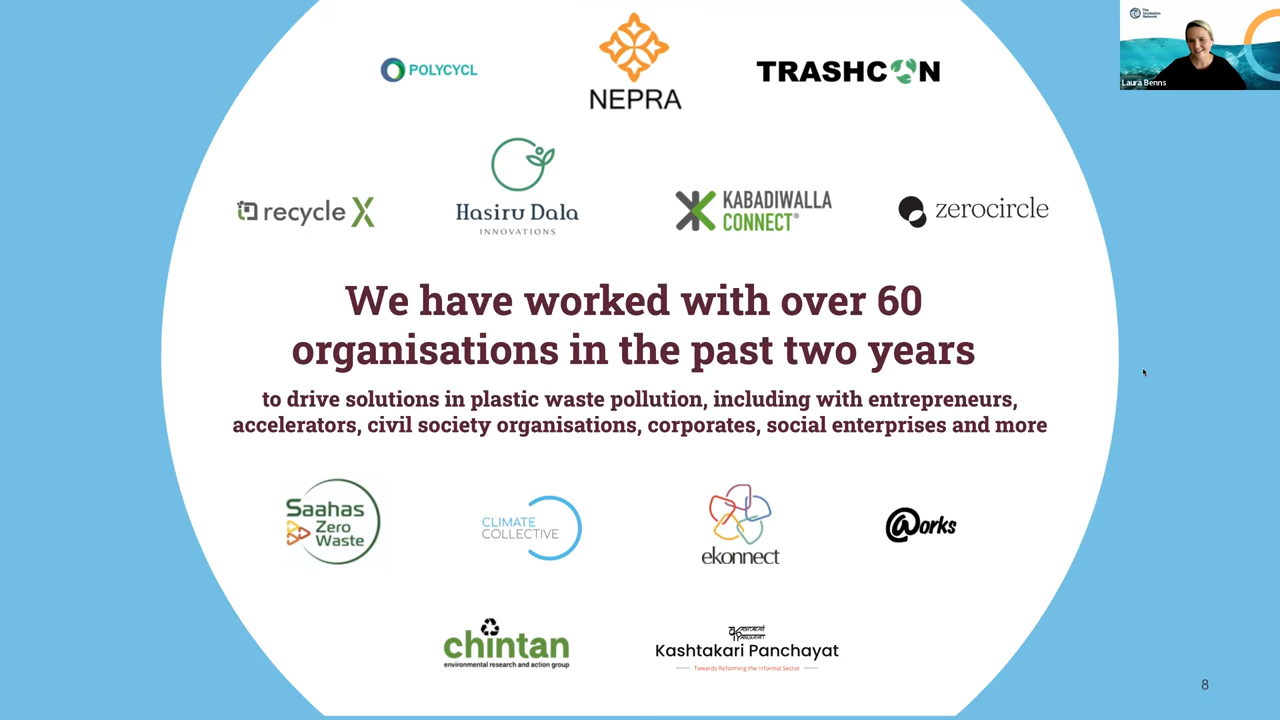 The
Incubation
Network
Laura Benns
POLYCYCL
NEPRA
TRASHCON
recycle X
Hasiru Dala
INNOVATIONS
KABADIWALLA
CONNECT®
zerocircle
We have worked with over 60
organisations in the past two years
to drive solutions in plastic waste pollution, including with entrepreneurs,
accelerators, civil society organisations, corporates, social enterprises and more
Saahas
Zero
Waste
CLIMATE
COLLECTIVE
ekonnect
@orks
chintan
environmental research and action group
Kashtakari Panchayat
Towards Reforming the Informal Sector
8